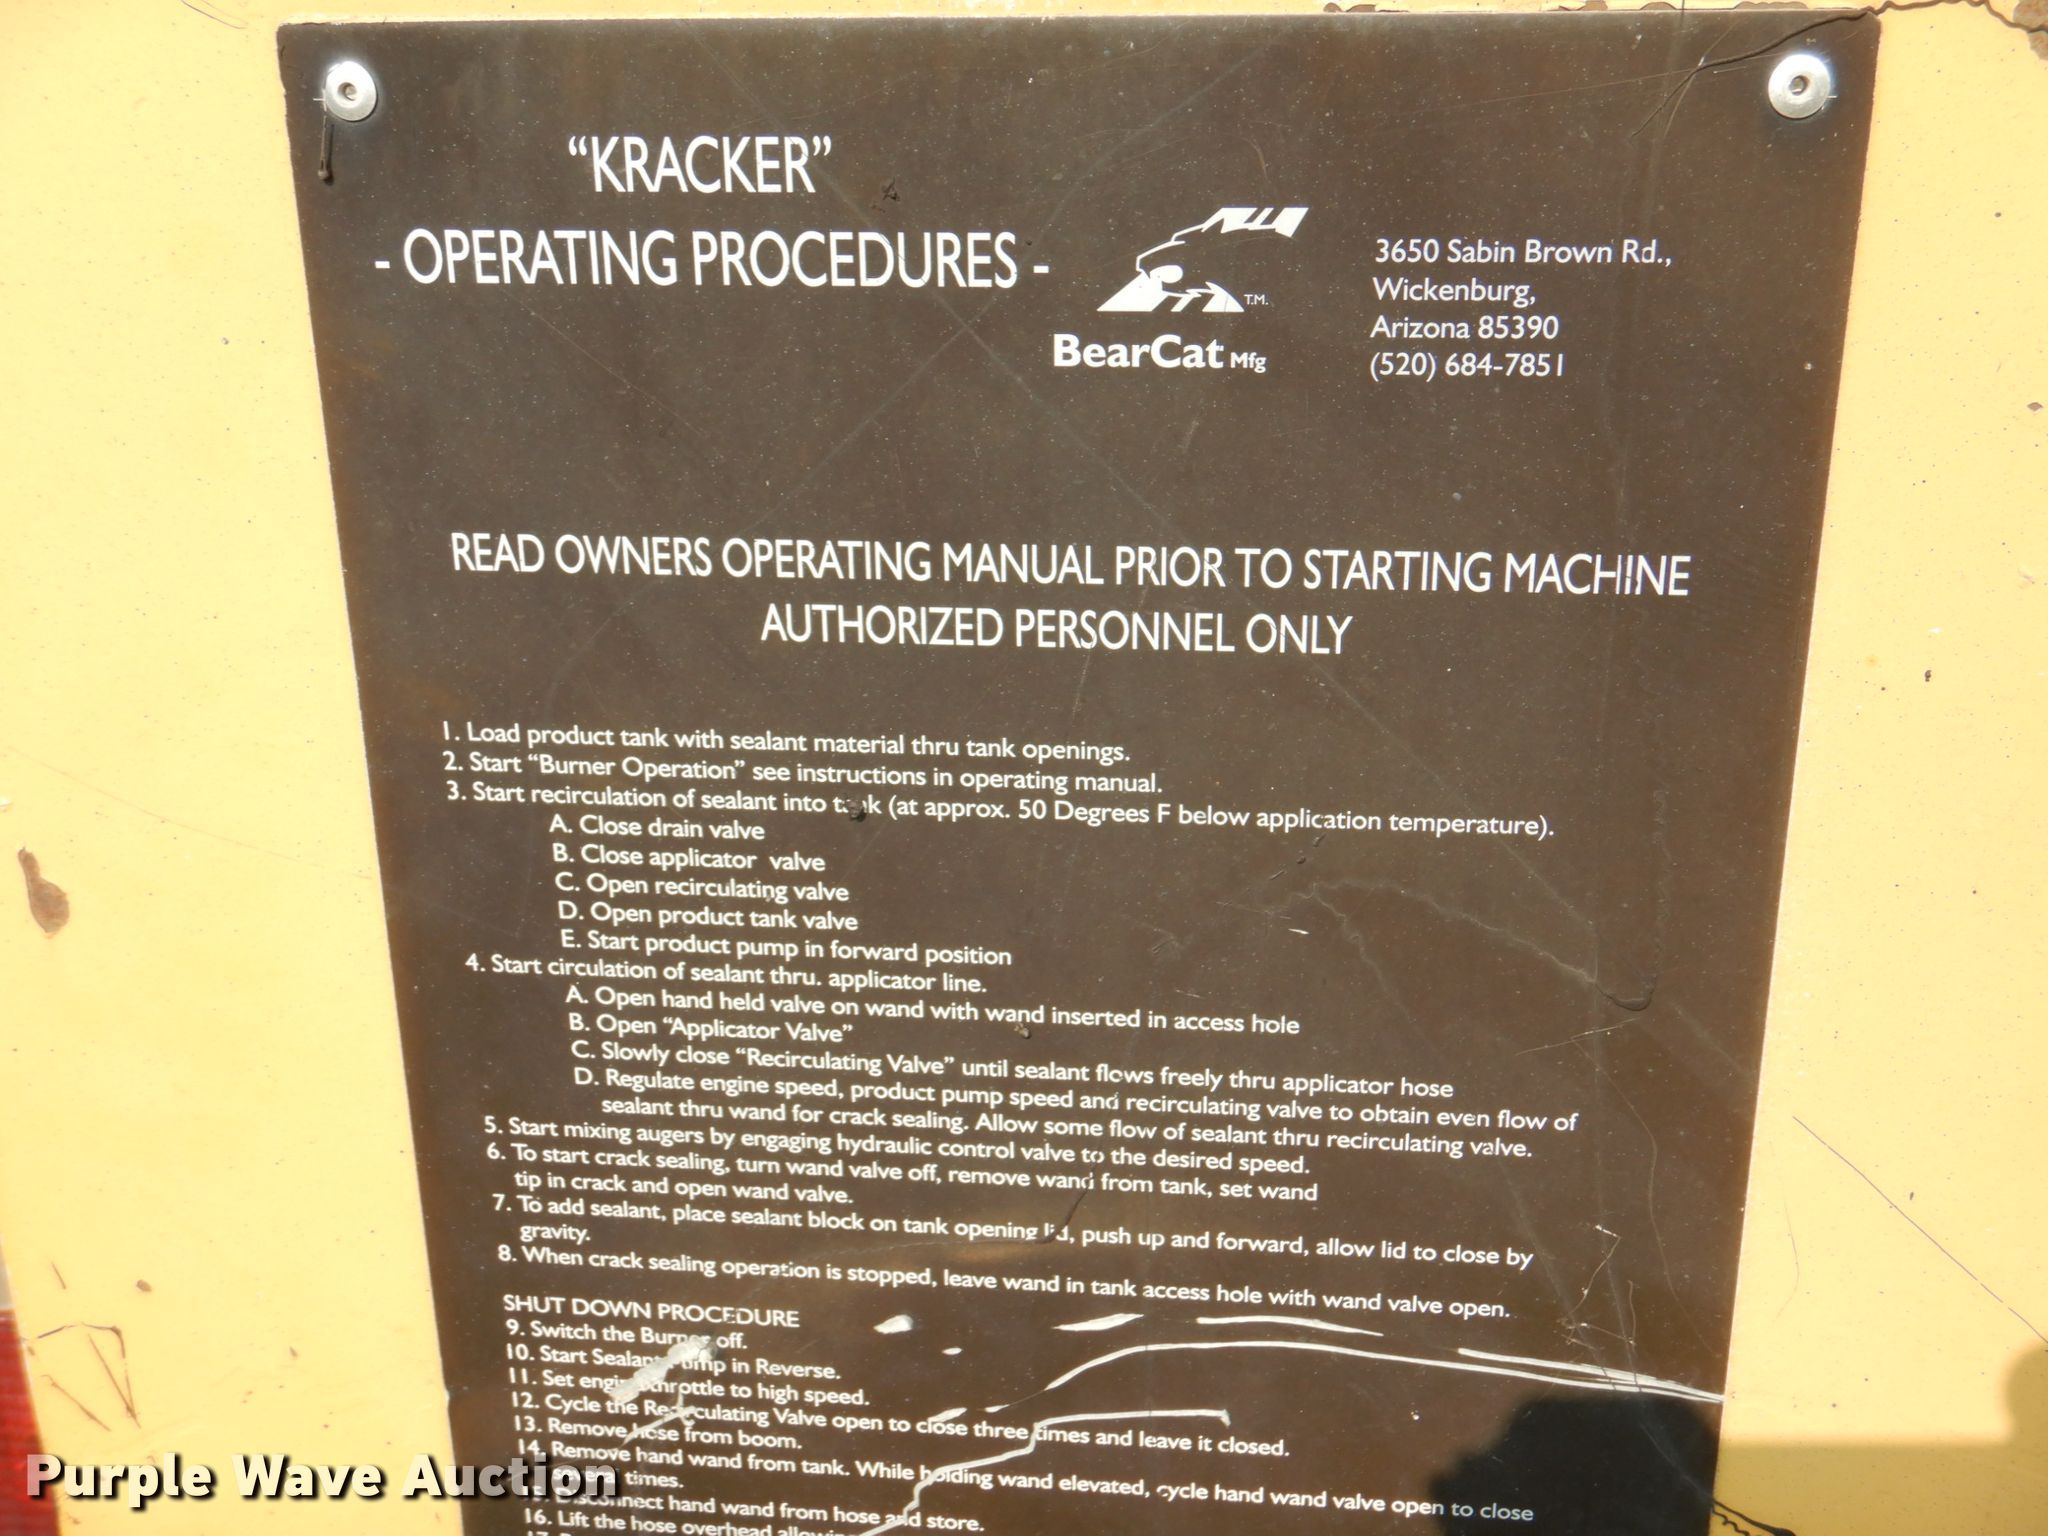 “KRACKER”
- OPERATING PROCEDURES -
T.M.
BearCat Mfg
3650 Sabin Brown Rd.,
Wickenburg,
Arizona 85390
(520) 684-7851
READ OWNERS OPERATING MANUAL PRIOR TO STARTING MACHINE
AUTHORIZED PERSONNEL ONLY
1. Load product tank with sealant material thru tank openings.
2. Start “Burner Operation” see instructions in operating manual.
3. Start recirculation of sealant into tank (at approx. 50 Degrees F below application temperature).
A. Close drain valve
B. Close applicator valve
C. Open recirculating valve
D. Open product tank valve
E. Start product pump in forward position
4. Start circulation of sealant thru. applicator line.
A. Open hand held valve on wand with wand inserted in access hole
B. Open “Applicator Valve”
C. Slowly close “Recirculating Valve” until sealant flows freely thru applicator hose
D. Regulate engine speed, product pump speed and recirculating valve to obtain even flow of
sealant thru wand for crack sealing. Allow some flow of sealant thru recirculating valve.
5. Start mixing augers by engaging hydraulic control valve to the desired speed.
6. To start crack sealing, turn wand valve off, remove wand from tank, set wand
tip in crack and open wand valve.
7. To add sealant, place sealant block on tank opening lid, push up and forward, allow lid to close by
gravity.
8. When crack sealing operation is stopped, leave wand in tank access hole with wand valve open.
SHUT DOWN PROCEDURE
9. Switch the Burner off.
10. Start Sealant Pump in Reverse.
11. Set engine throttle to high speed.
12. Cycle the Recirculating Valve open to close three times and leave it closed.
13. Remove hose from boom.
14. Remove hand wand from tank. While holding wand elevated, cycle hand wand valve open to close
times.
15. Disconnect hand wand from hose and store.
16. Lift the hose overhead
17.
Purple Wave Auction